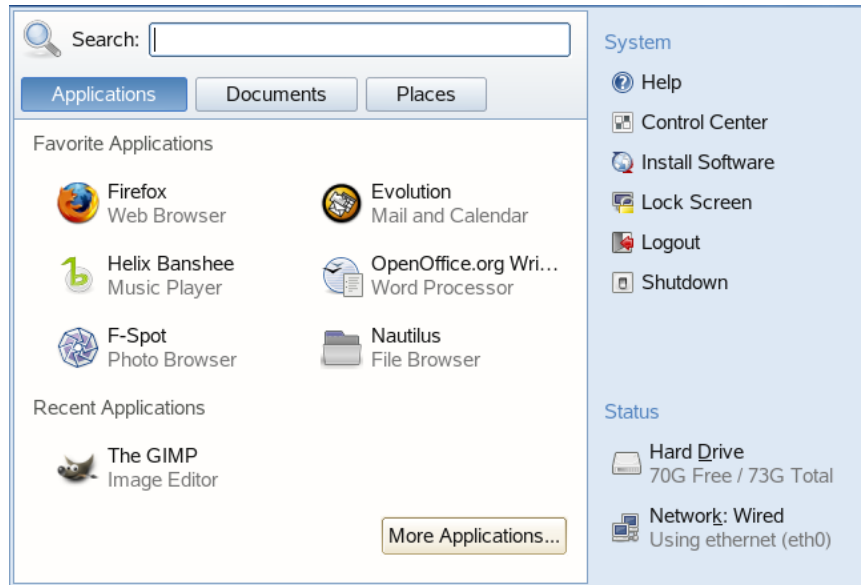 Search:
Applications
Documents
Places
Favorite Applications
Firefox
Web Browser
Evolution
Mail and Calendar
Helix Banshee
Music Player
OpenOffice.org Wri...
Word Processor
F-Spot
Photo Browser
Nautilus
File Browser
Recent Applications
The GIMP
Image Editor
More Applications...
System
Help
Control Center
Install Software
Lock Screen
Logout
Shutdown
Status
Hard Drive
70G Free / 73G Total
Network: Wired
Using ethernet (eth0)